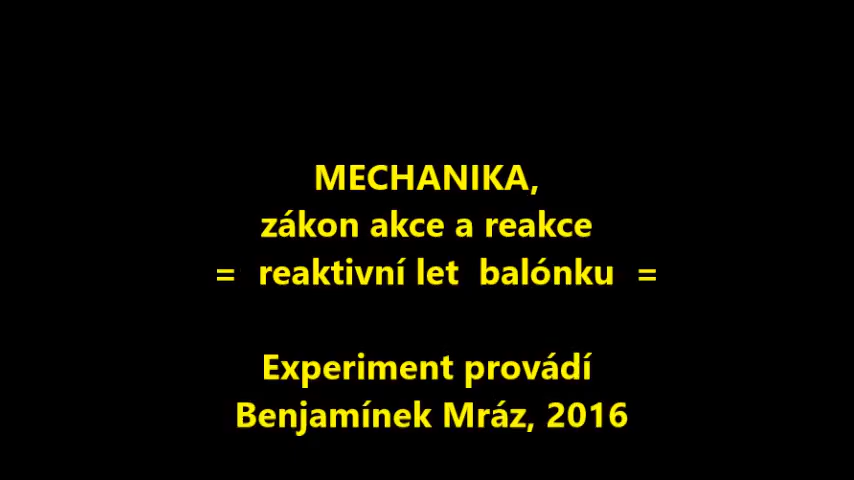 MECHANIKA,
zákon akce a reakce
= reaktivní let balónku =
Experiment provádí
Benjamínek Mráz, 2016